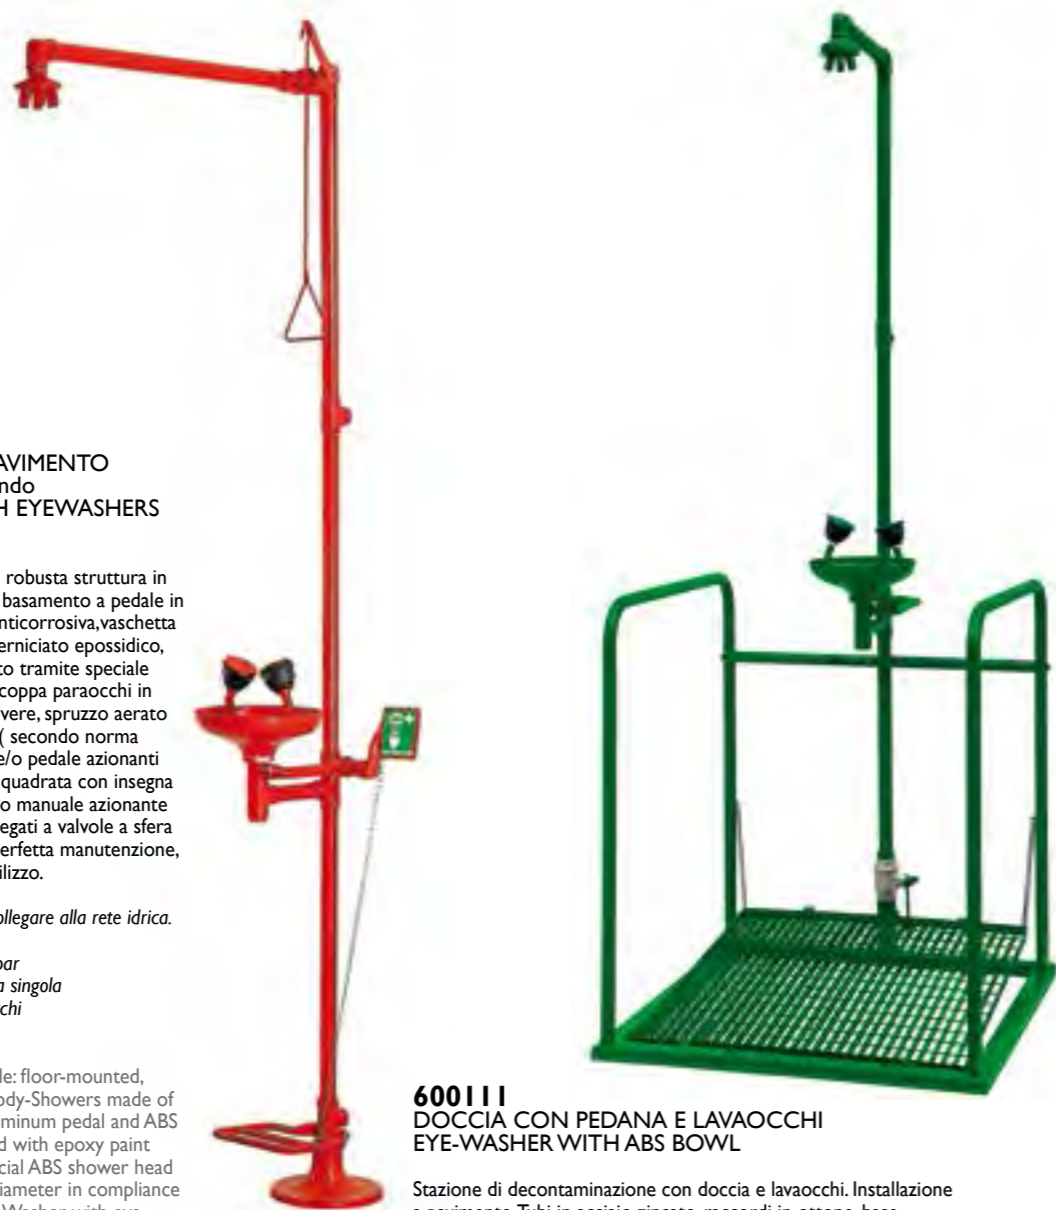 AVIMENTO
ndo
H EYEWASHERS
robusta struttura in
basamento a pedale in
nticorrosiva,vaschetta
erniciato epossidico,
to tramite speciale
coppa paraocchi in
vere, spruzzo aerato
( secondo norma
e/o pedale azionanti
quadrata con insegna
o manuale azionante
egati a valvole a sfera
erfetta manutenzione,
ilizzo.
ollegare alla rete idrica.
bar
a singola
chi
le: floor-mounted,
ody-Showers made of
minum pedal and ABS
d with epoxy paint
cial ABS shower head
iameter in compliance
600111
DOCCIA CON PEDANA E LAVAOCCHI
EYE-WASHER WITH ABS BOWL
Stazione di decontaminazione con doccia e lavaocchi. Installazione